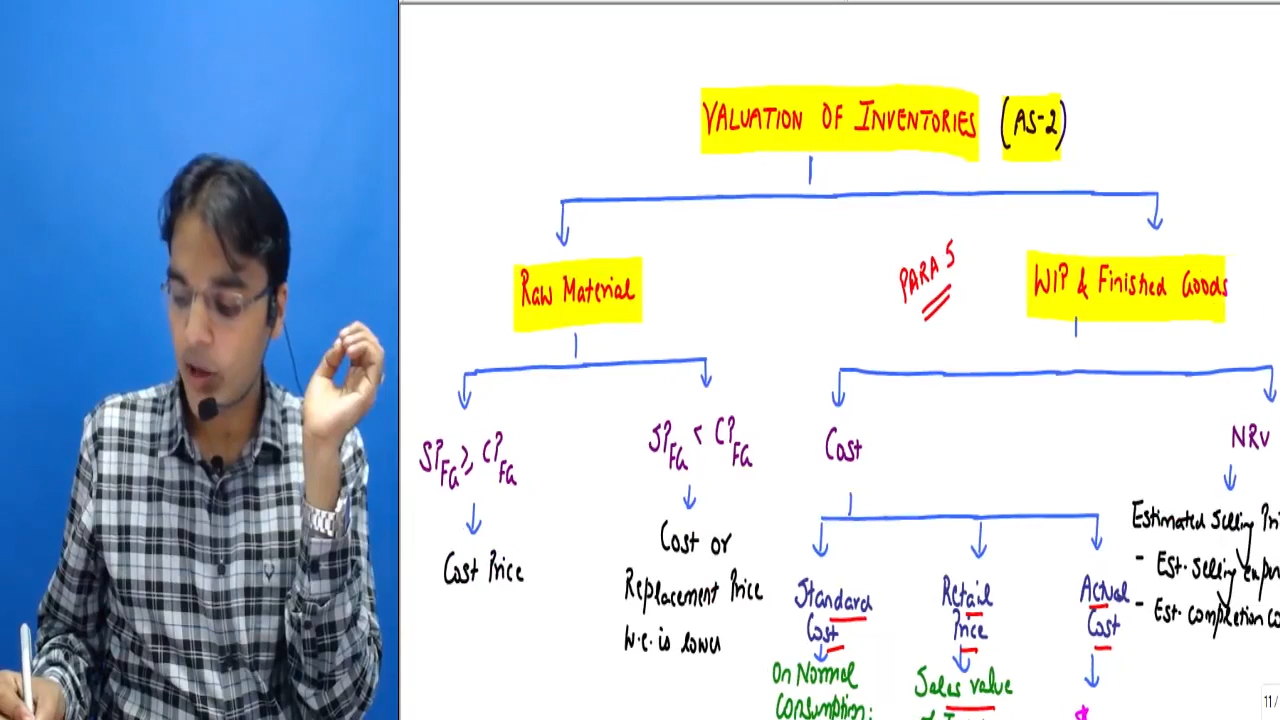 VALUATION OF INVENTORIES (AS-2)
PARA 5
Raw Material
WIP & Finished Goods
SP FG ≥ CP FG
SP FG < CP FG
Cost
NRV
Cost Price
Cost or
Replacement Price
w.e. is lower
Standard
Cost
Retail
Price
Actual
Cost
Estimated Selling Pri
- Est. selling expen
- Est. completion co
On Normal
Consumption:
Sales value
11/